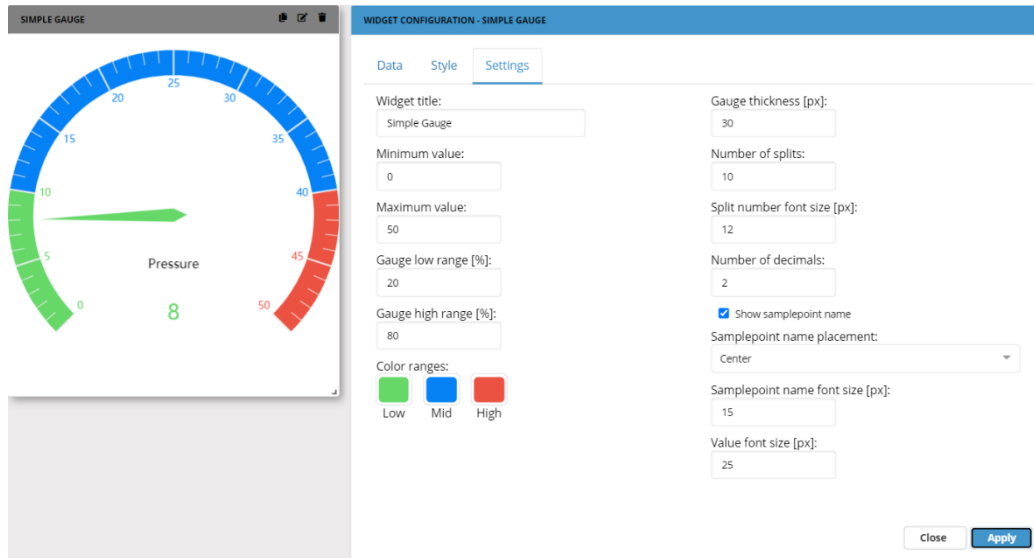 SIMPLE GAUGE
25
20
30
15
35
10
40
5
45
Pressure
0
8
50
WIDGET CONFIGURATION - SIMPLE GAUGE
Data Style Settings
Widget title:
Simple Gauge
Minimum value:
0
Maximum value:
50
Gauge low range [%]:
20
Gauge high range [%]:
80
Color ranges:
Low Mid High
Gauge thickness [px]:
30
Number of splits:
10
Split number font size [px]:
12
Number of decimals:
2
Show samplepoint name
Samplepoint name placement:
Center
Samplepoint name font size [px]:
15
Value font size [px]:
25
Close Apply